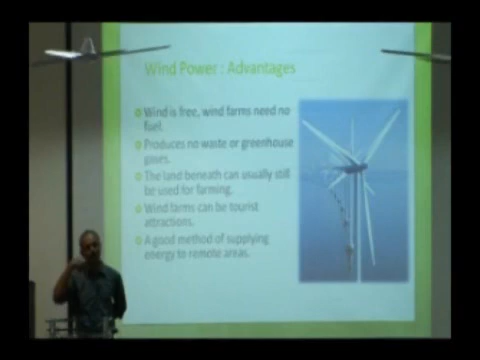 Wind Power : Advantages
Wind is free, wind farms need no
fuel.
Produces no waste or greenhouse
gases.
The land beneath can usually still
be used for farming.
Wind farms can be tourist
attractions.
A good method of supplying
energy to remote areas.